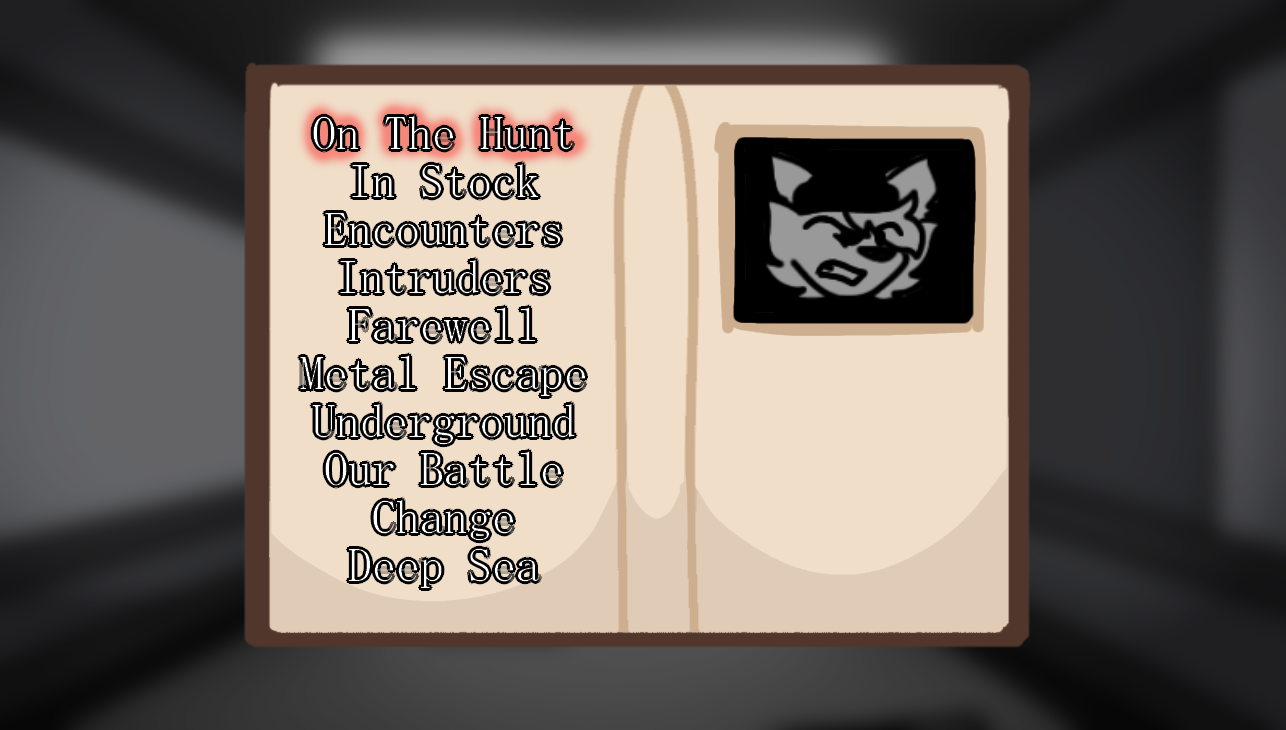 On The Hunt
In Stock
Encounters
Intruders
Farewell
Metal Escape
Underground
Our Battle
Change
Deep Sea